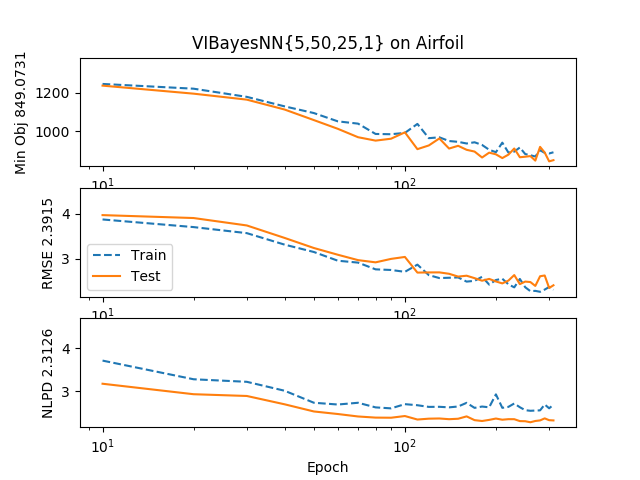 VIBayesNN{5,50,25,1} on Airfoil
Min Obj 849.0731
1200
1000
10¹
10²
RMSE 2.3915
4
3
Train
Test
10¹
10²
NLPD 2.3126
4
3
10¹
10²
Epoch